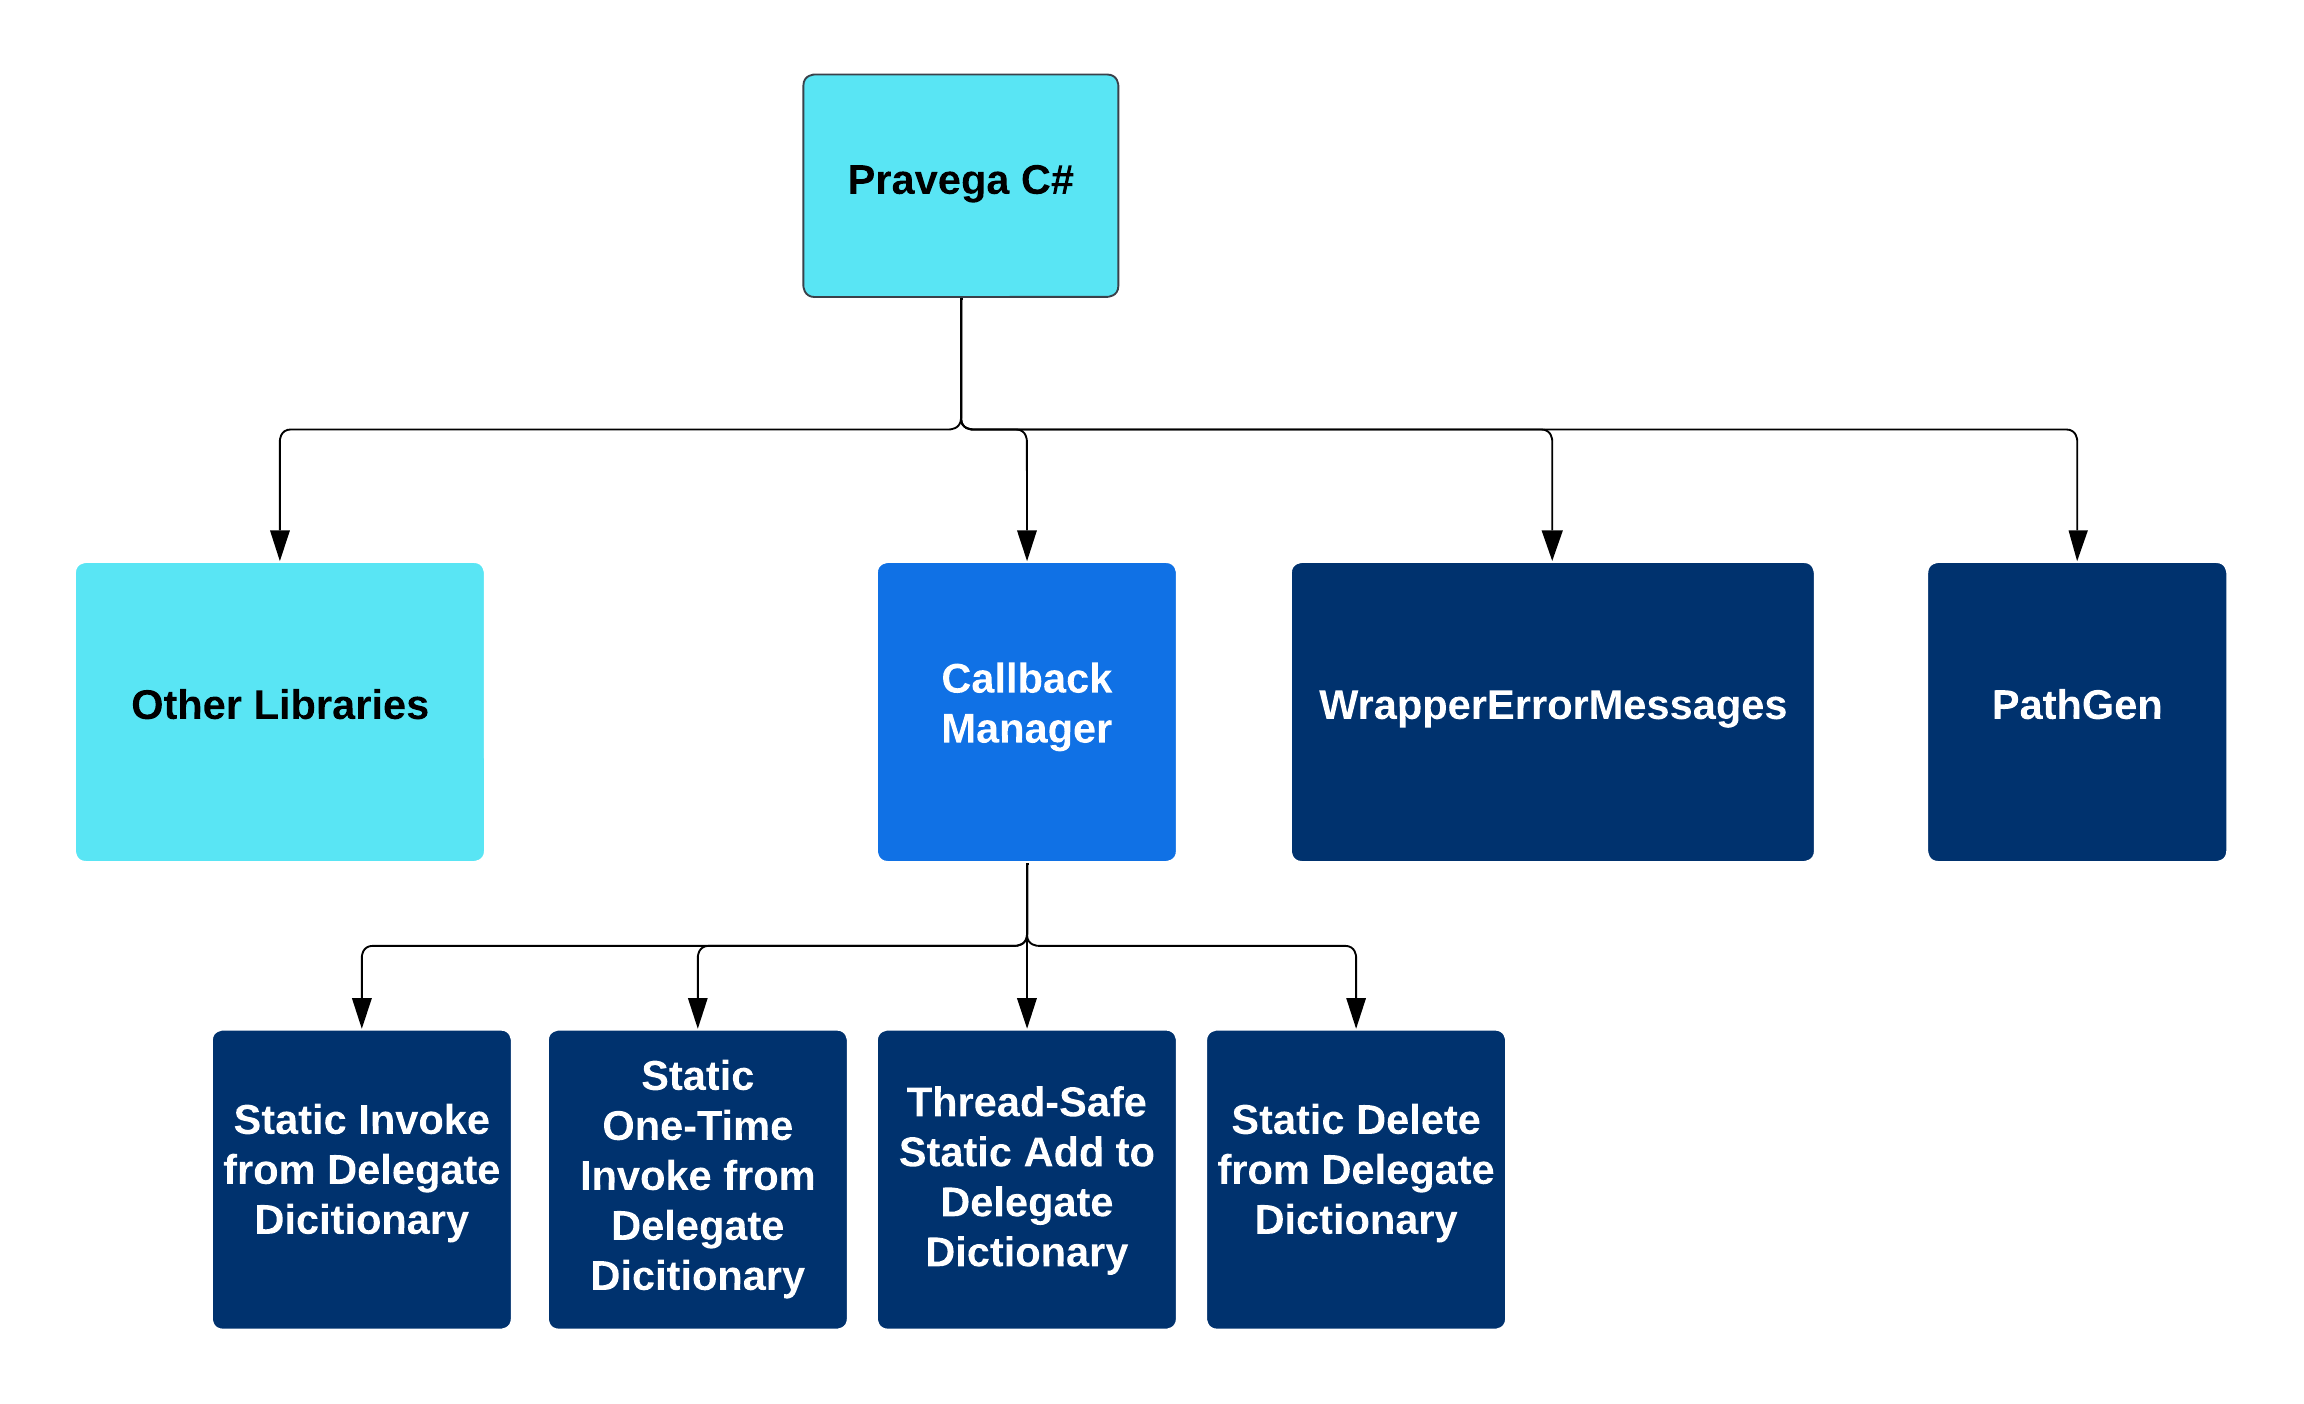 Pravega C#
Other Libraries
Callback
Manager
WrapperErrorMessages
PathGen
Static Invoke
from Delegate
Dicitionary
Static
One-Time
Invoke from
Delegate
Dicitionary
Thread-Safe
Static Add to
Delegate
Dictionary
Static Delete
from Delegate
Dictionary